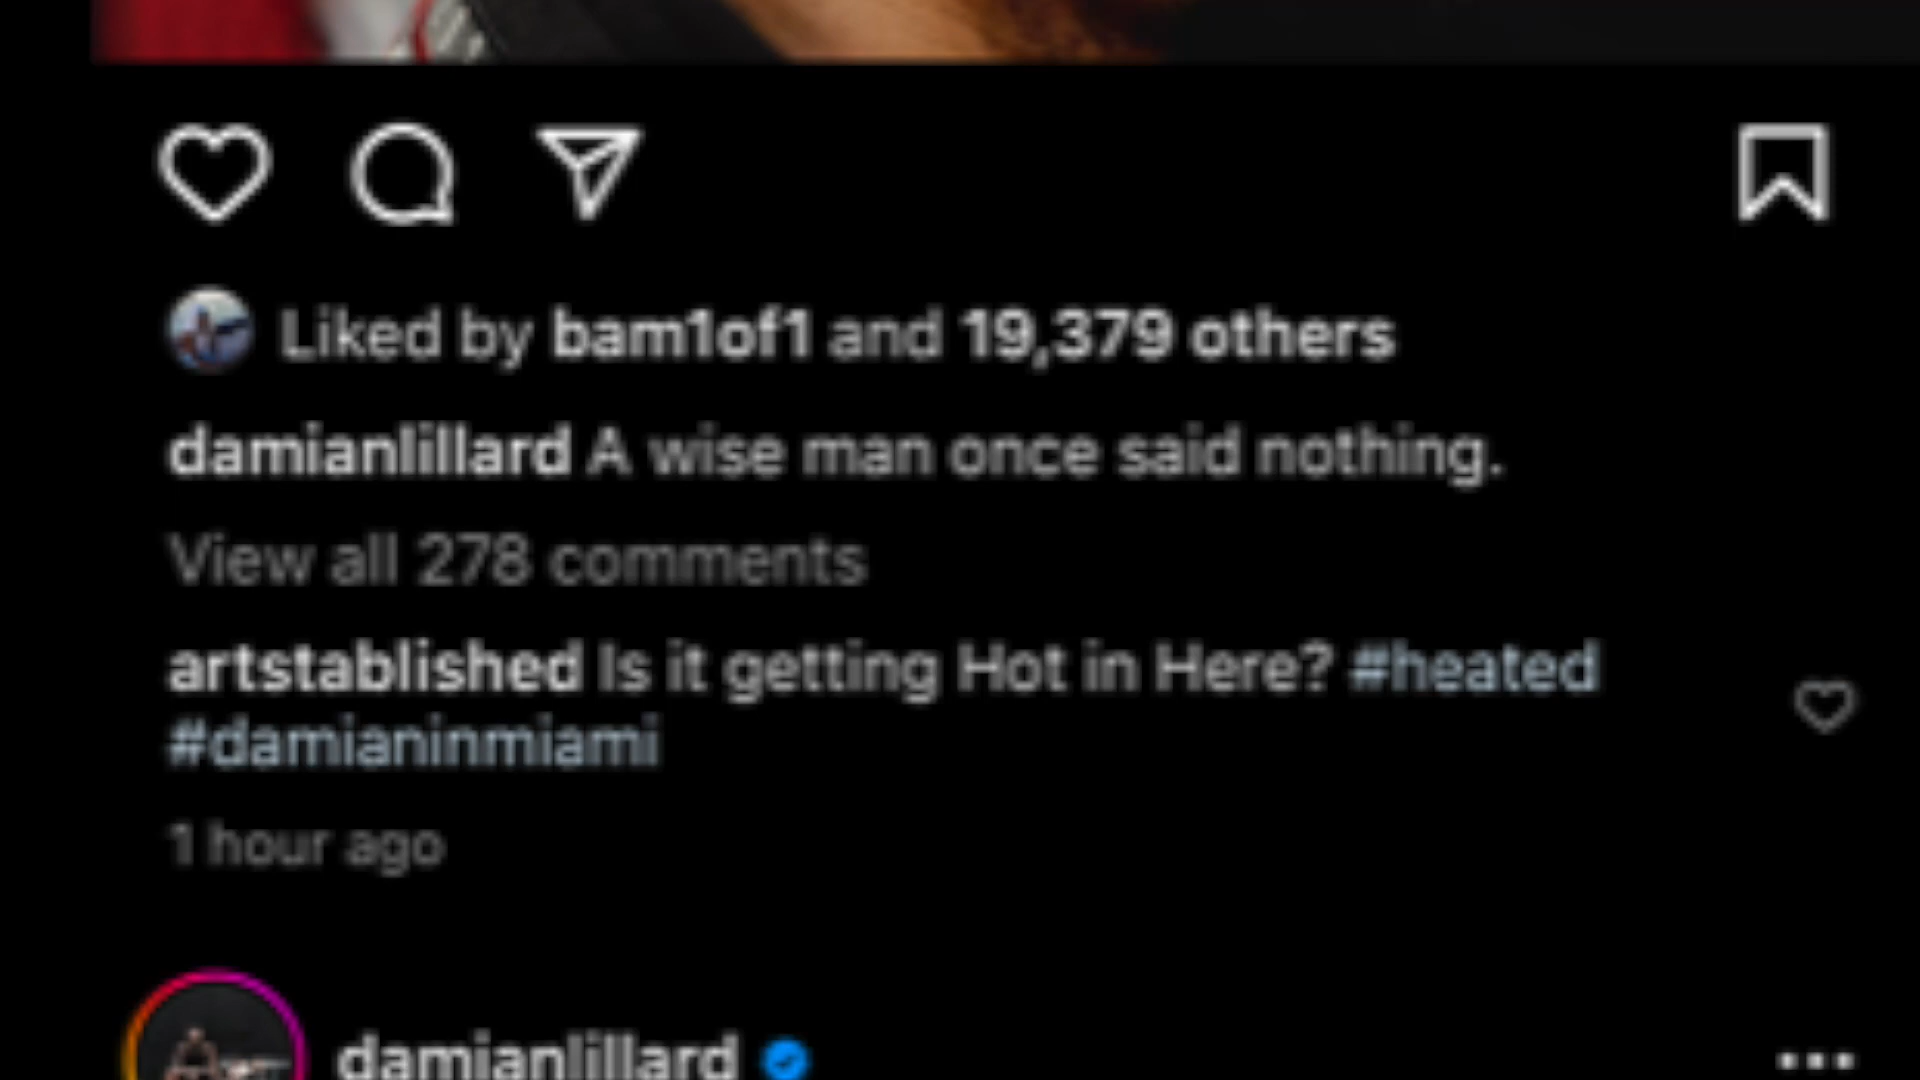 Liked by bam1of1 and 19,379 others
damianlillard A wise man once said nothing.
View all 278 comments
artstablished Is it getting Hot in Here? #heated
#damianinmiami
1 hour ago
damianlillard